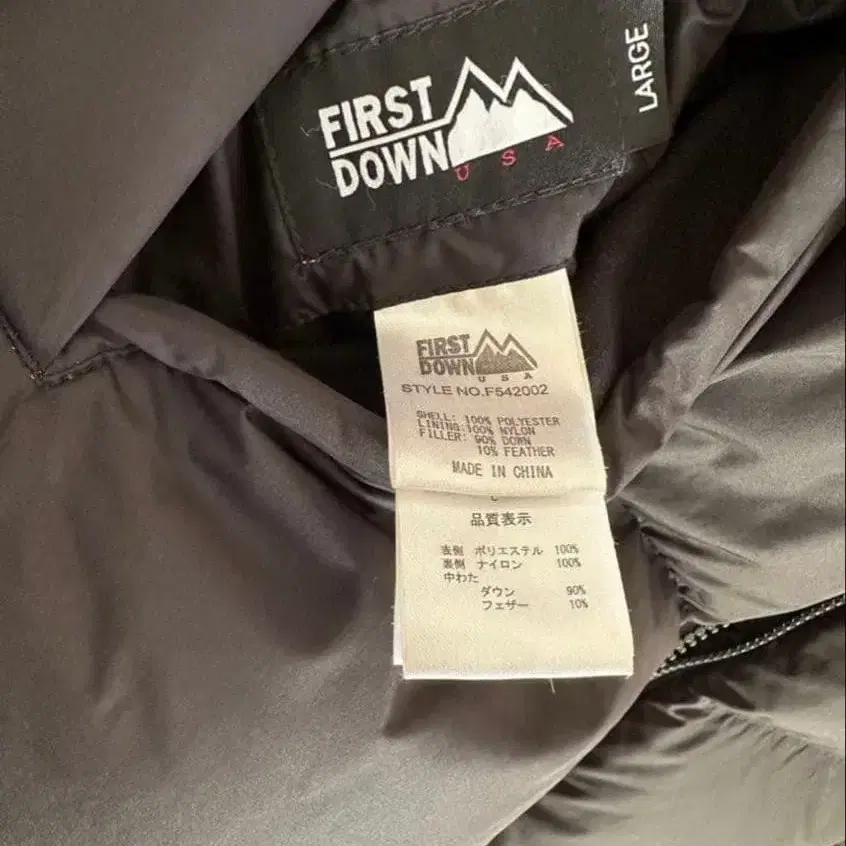 FIRST
DOWN
USA
LARGE
FIRST
DOWN
USA
STYLE NO.F542002
SHELL: 100% POLYESTER
LINING:100% NYLON
FILLER: 90% DOWN
10% FEATHER
MADE IN CHINA
L
品質表示
表側 ポリエステル 100%
裏側 ナイロン 100%
中わた
ダウン 90%
フェザー 10%